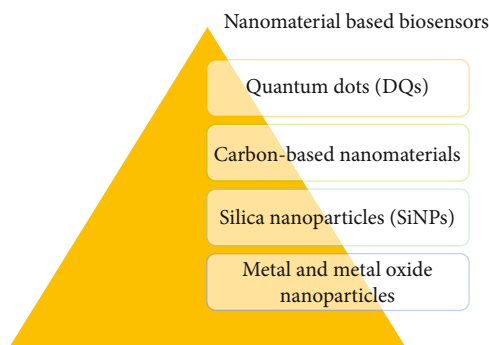 Nanomaterial based biosensors
Quantum dots (DQs)
Carbon-based nanomaterials
Silica nanoparticles (SiNPs)
Metal and metal oxide
nanoparticles